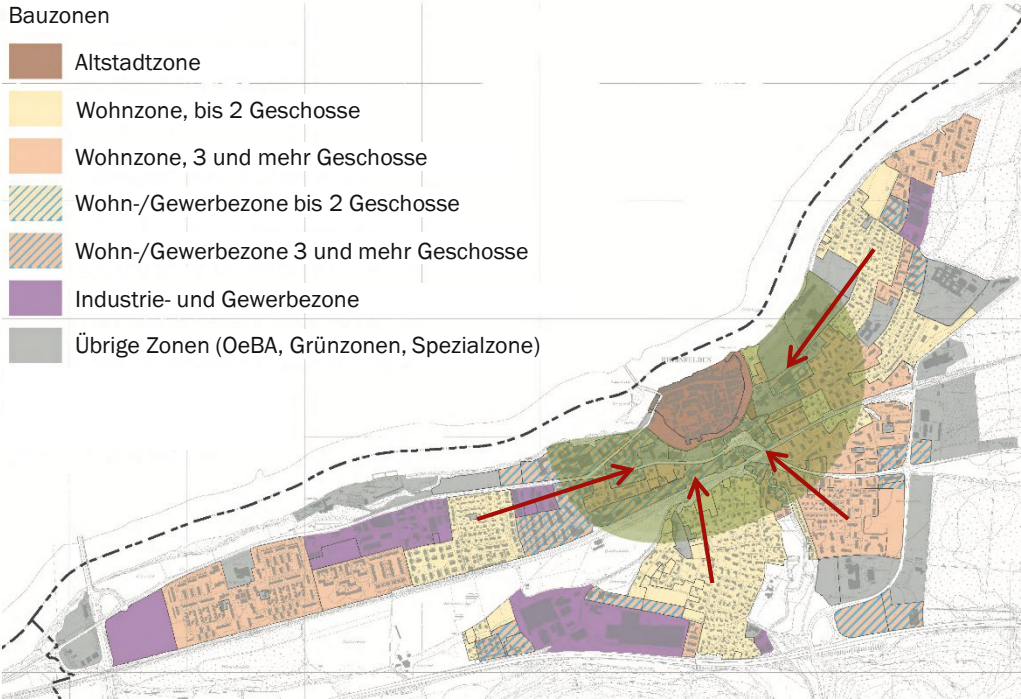 Bauzonen
Altstadtzone
Wohnzone, bis 2 Geschosse
Wohnzone, 3 und mehr Geschosse
Wohn-/Gewerbezone bis 2 Geschosse
Wohn-/Gewerbezone 3 und mehr Geschosse
Industrie- und Gewerbezone
Übrige Zonen (OeBA, Grünzonen, Spezialzone)
RHEINFELDEN